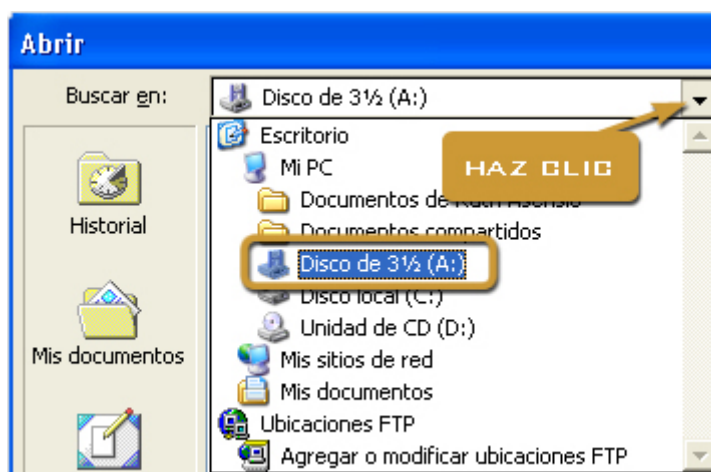 Abrir
Buscar en:
Disco de 3½ (A:)
Escritorio
Mi PC
HAZ CLIC
Documentos de Ruth Asensio
Historial
Documentos compartidos
Disco de 3½ (A:)
Disco local (C:)
Unidad de CD (D:)
Mis documentos
Mis sitios de red
Mis documentos
Ubicaciones FTP
Agregar o modificar ubicaciones FTP